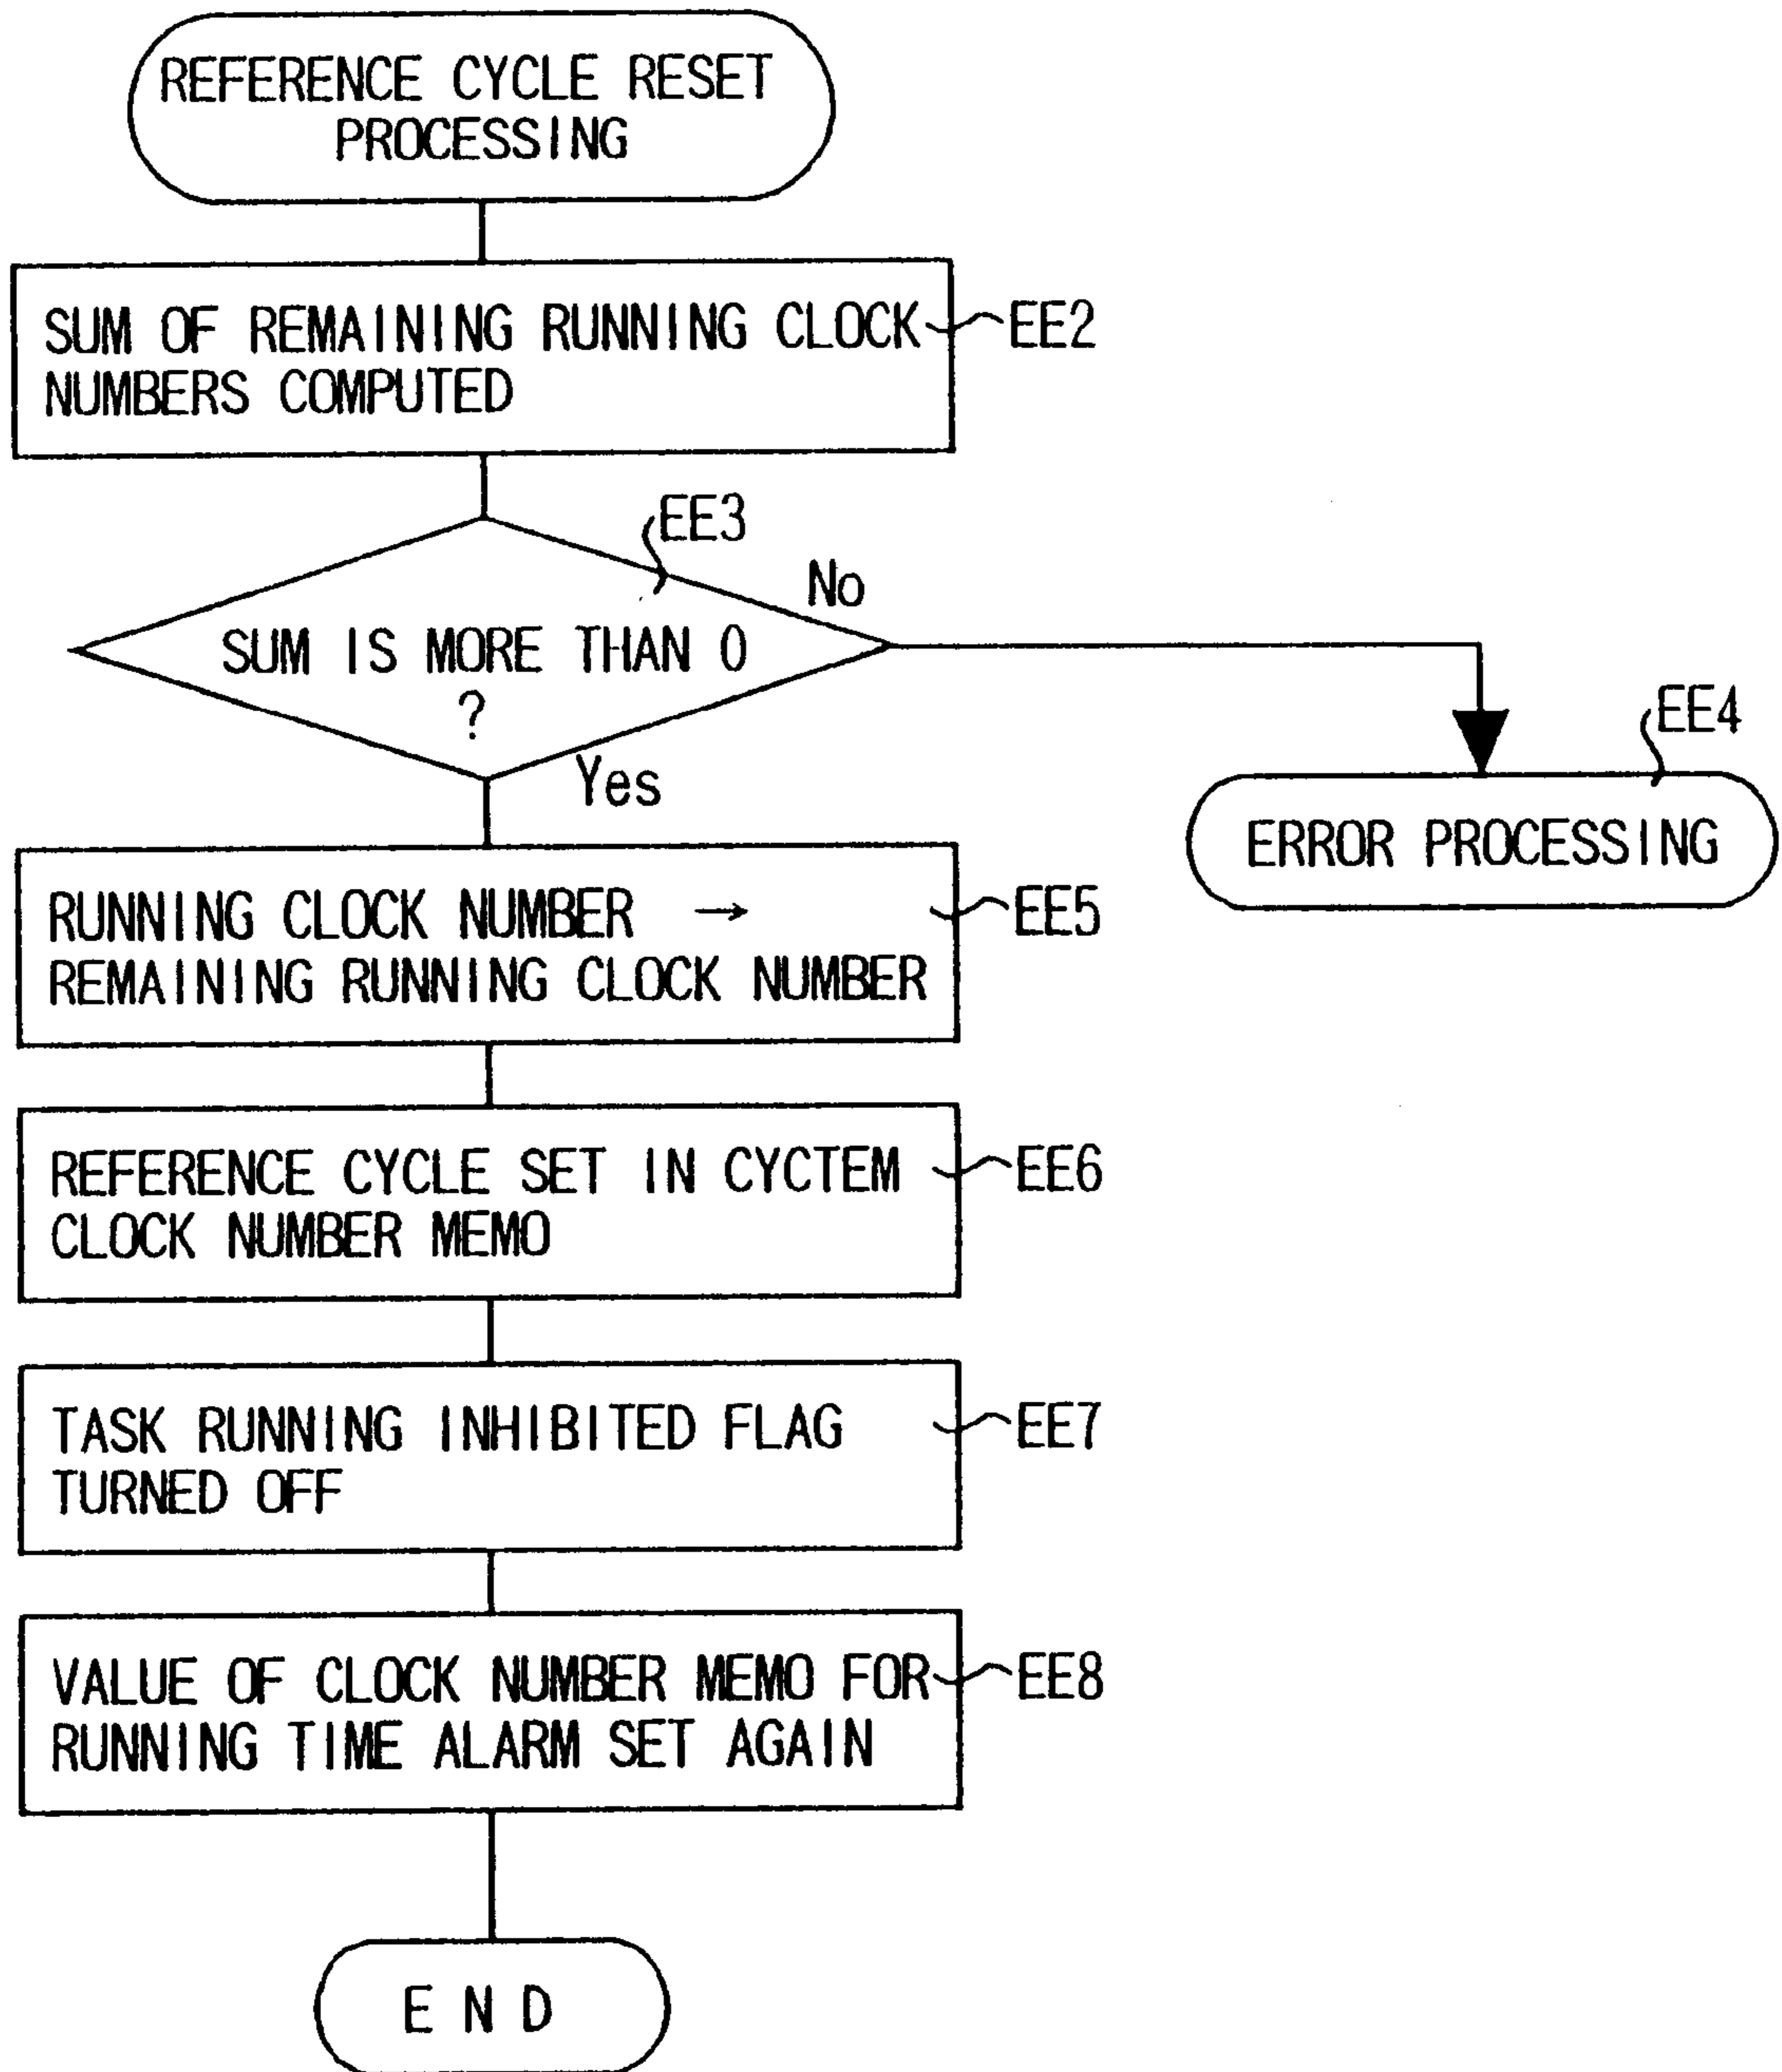 REFERENCE CYCLE RESET
PROCESSING
SUM OF REMAINING RUNNING CLOCK
NUMBERS COMPUTED
EE2
EE3
SUM IS MORE THAN 0
?
No
Yes
EE4
ERROR PROCESSING
RUNNING CLOCK NUMBER →
REMAINING RUNNING CLOCK NUMBER
EE5
REFERENCE CYCLE SET IN CYCTEM
CLOCK NUMBER MEMO
EE6
TASK RUNNING INHIBITED FLAG
TURNED OFF
EE7
VALUE OF CLOCK NUMBER MEMO FOR
RUNNING TIME ALARM SET AGAIN
EE8
END